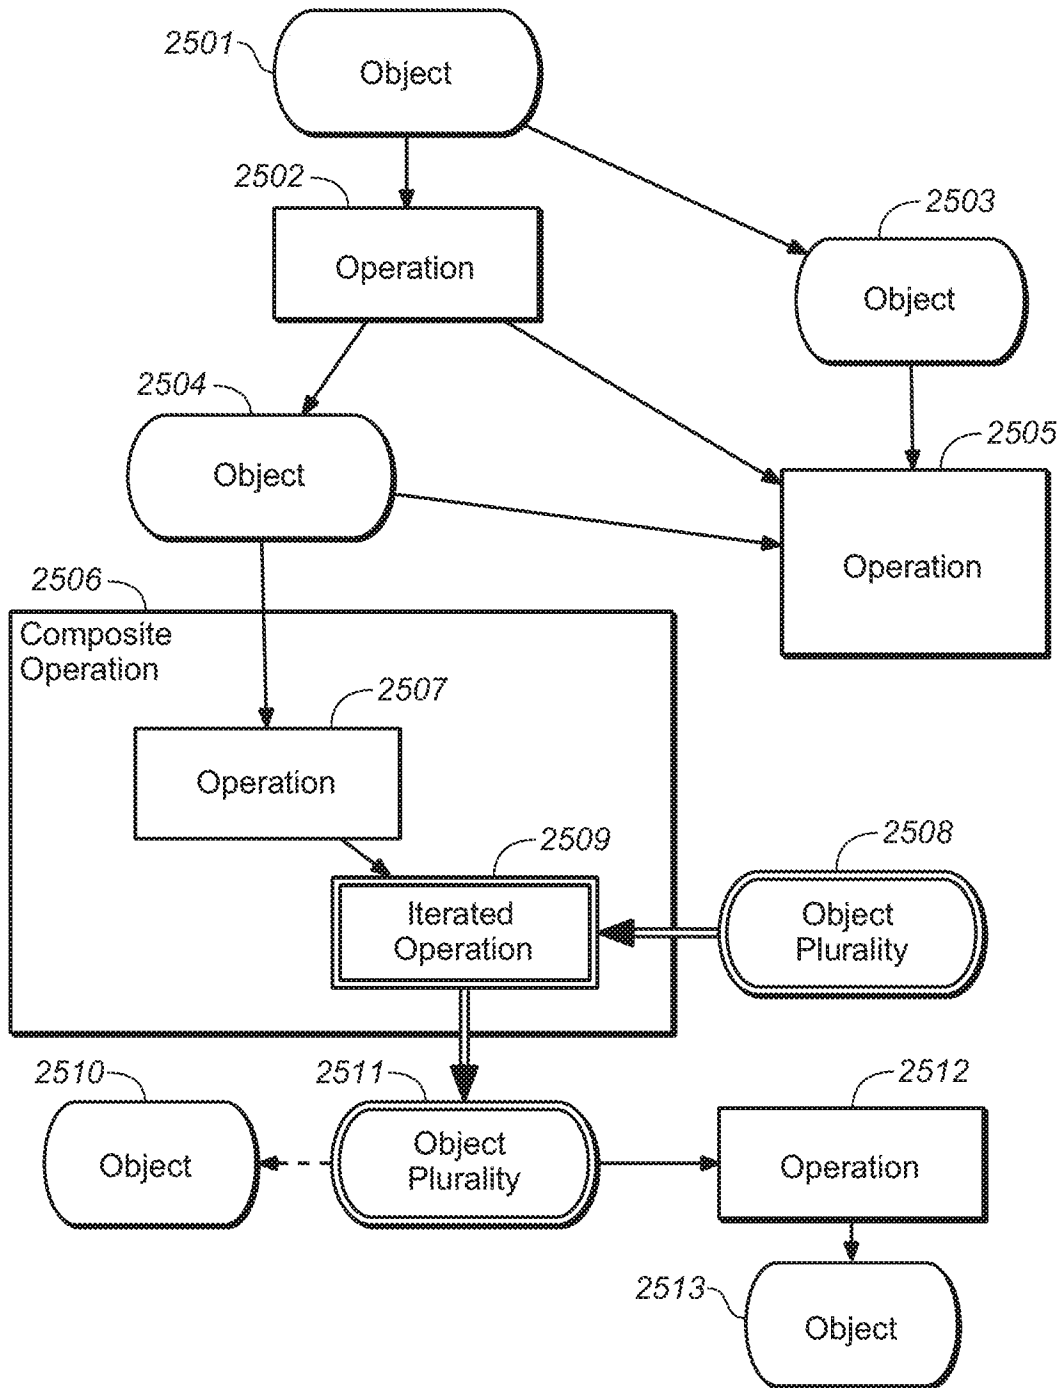 2501
Object
2502
Operation
2503
Object
2504
Object
2505
Operation
2506
Composite
Operation
2507
Operation
2508
Object
Plurality
2509
Iterated
Operation
2510
Object
2511
Object
Plurality
2512
Operation
2513
Object